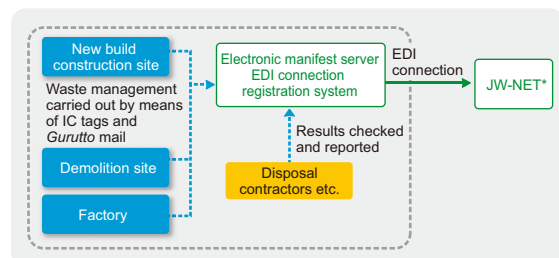 New build
construction site
Waste management
carried out by means
of IC tags and
Gurutto mail
Demolition site
Factory
Electronic manifest server
EDI connection
registration system
Results checked
and reported
Disposal
contractors etc.
EDI
connection
JW-NET*